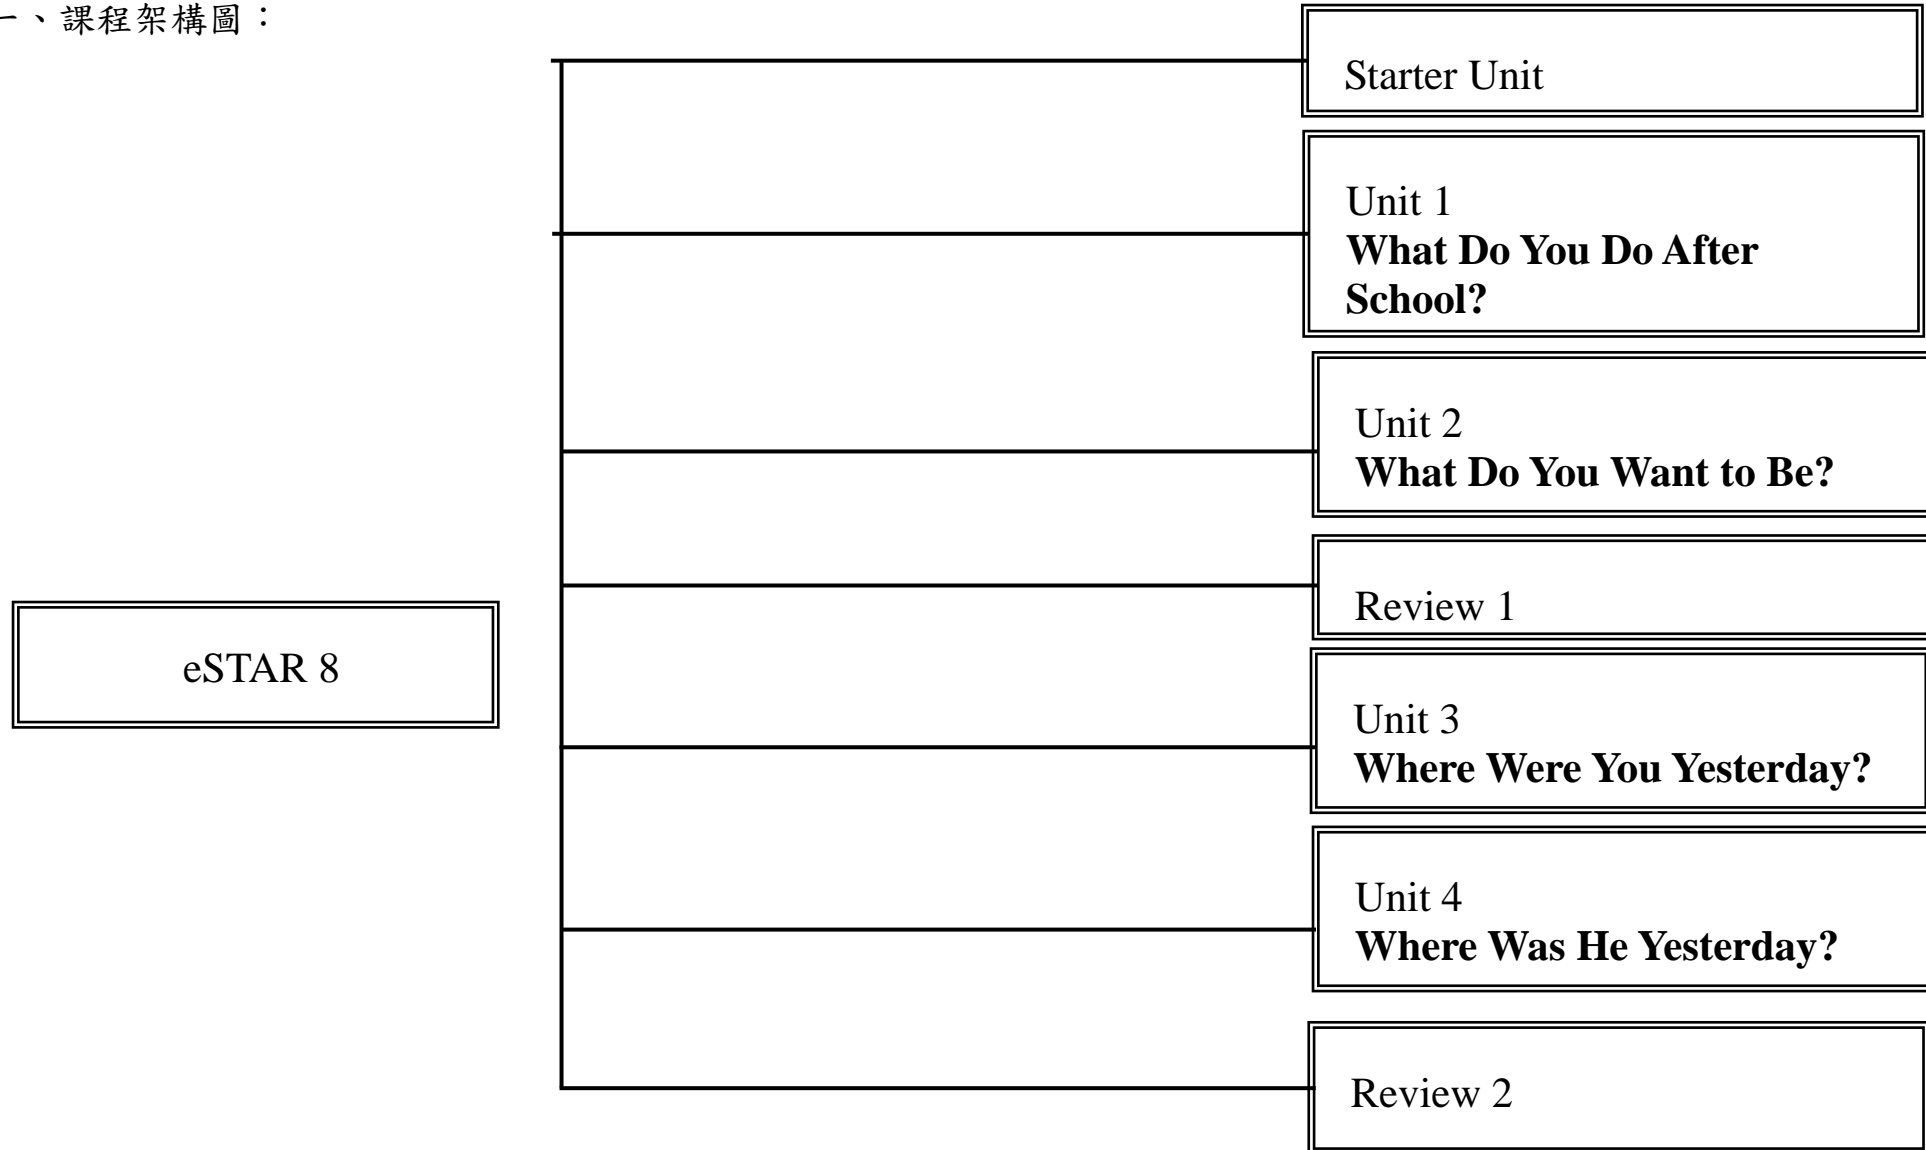 一、課程架構圖：
Starter Unit
Unit 1
What Do You Do After
School?
Unit 2
What Do You Want to Be?
Review 1
eSTAR 8
Unit 3
Where Were You Yesterday?
Unit 4
Where Was He Yesterday?
Review 2